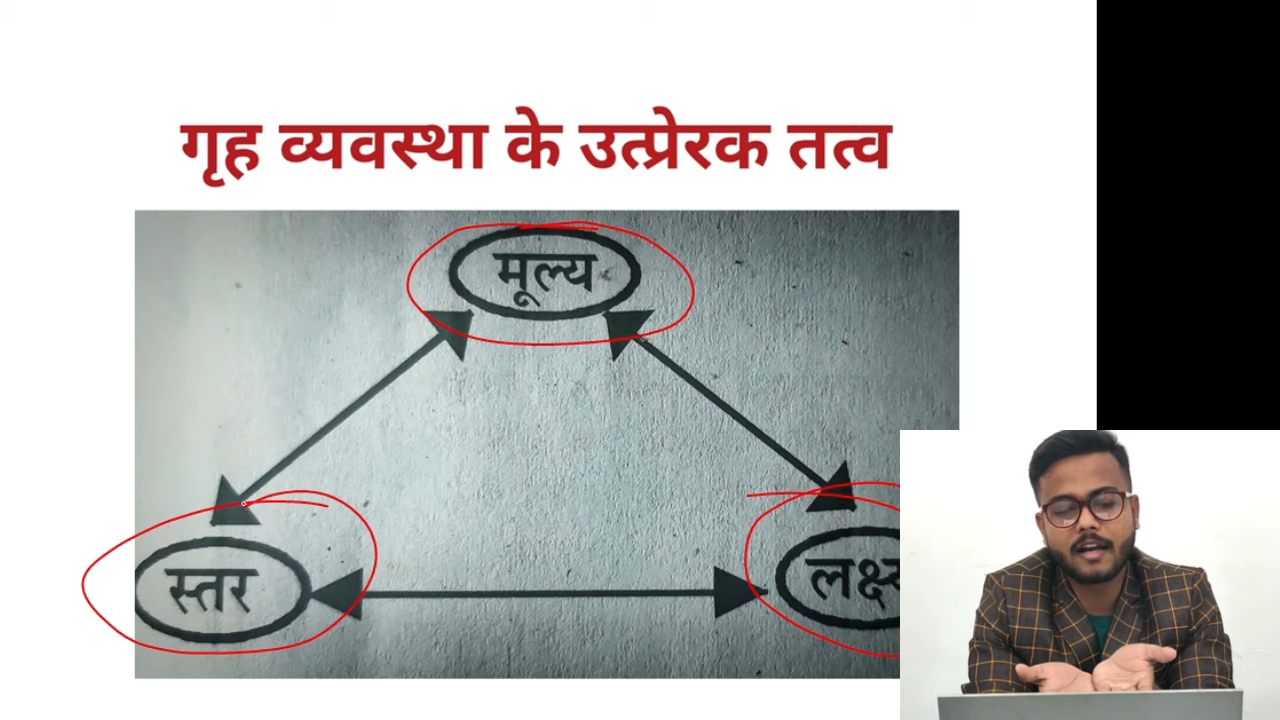 गृह व्यवस्था के उत्प्रेरक तत्व
मूल्य
स्तर